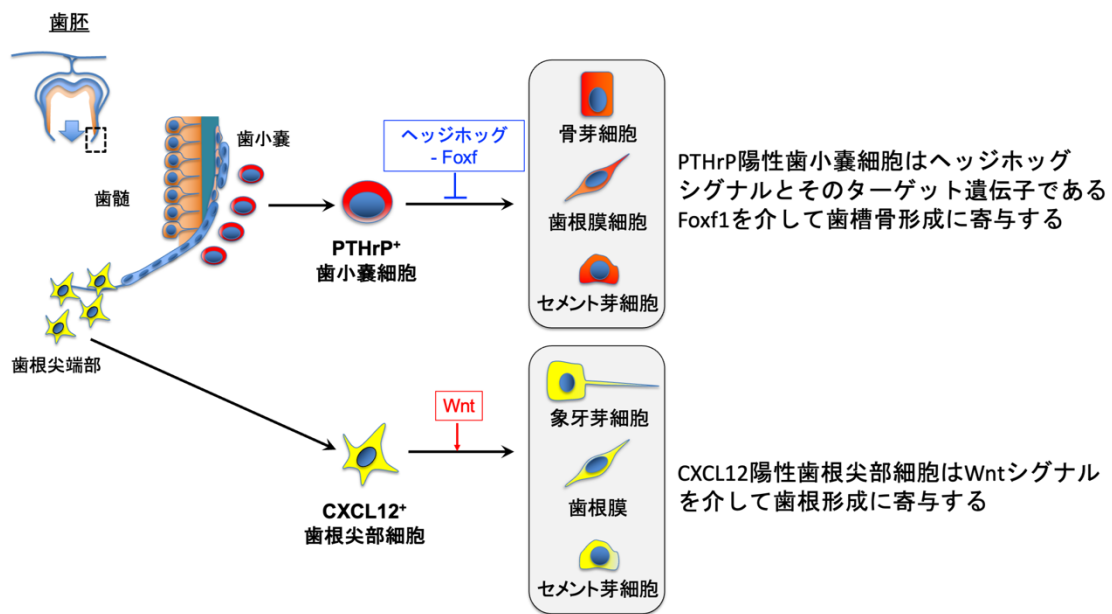 歯胚
歯小嚢
歯髄
歯根尖端部
PTHrP⁺
歯小嚢細胞
ヘッジホッグ
- Foxf
骨芽細胞
歯根膜細胞
セメント芽細胞
PTHrP陽性歯小嚢細胞はヘッジホッグ
シグナルとそのターゲット遺伝子である
Foxf1を介して歯槽骨形成に寄与する
CXCL12⁺
歯根尖部細胞
Wnt
象牙芽細胞
歯根膜
セメント芽細胞
CXCL12陽性歯根尖部細胞はWntシグナル
を介して歯根形成に寄与する